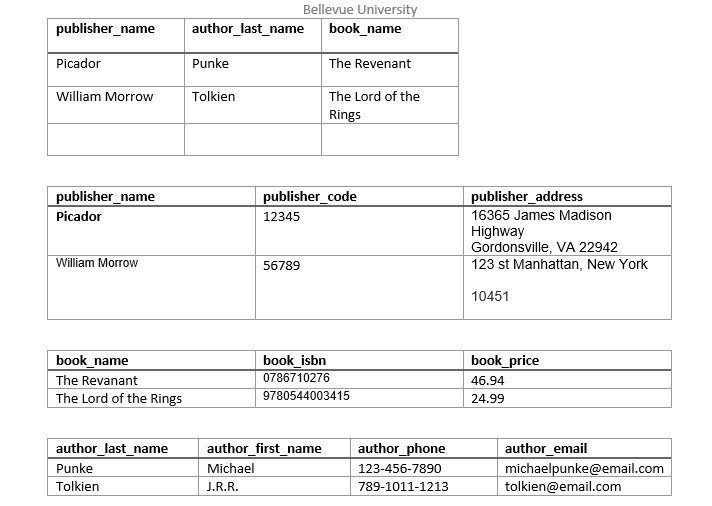 Bellevue University
publisher_name author_last_name book_name
Picador Punke The Revenant
William Morrow Tolkien The Lord of the
Rings
publisher_name publisher_code publisher_address
Picador 12345 16365 James Madison
Highway
Gordonsville, VA 22942
William Morrow 56789 123 st Manhattan, New York
10451
book_name book_isbn book_price
The Revanant 0786710276 46.94
The Lord of the Rings 9780544003415 24.99
author_last_name author_first_name author_phone author_email
Punke Michael 123-456-7890 michaelpunke@email.com
Tolkien J.R.R. 789-1011-1213 tolkien@email.com